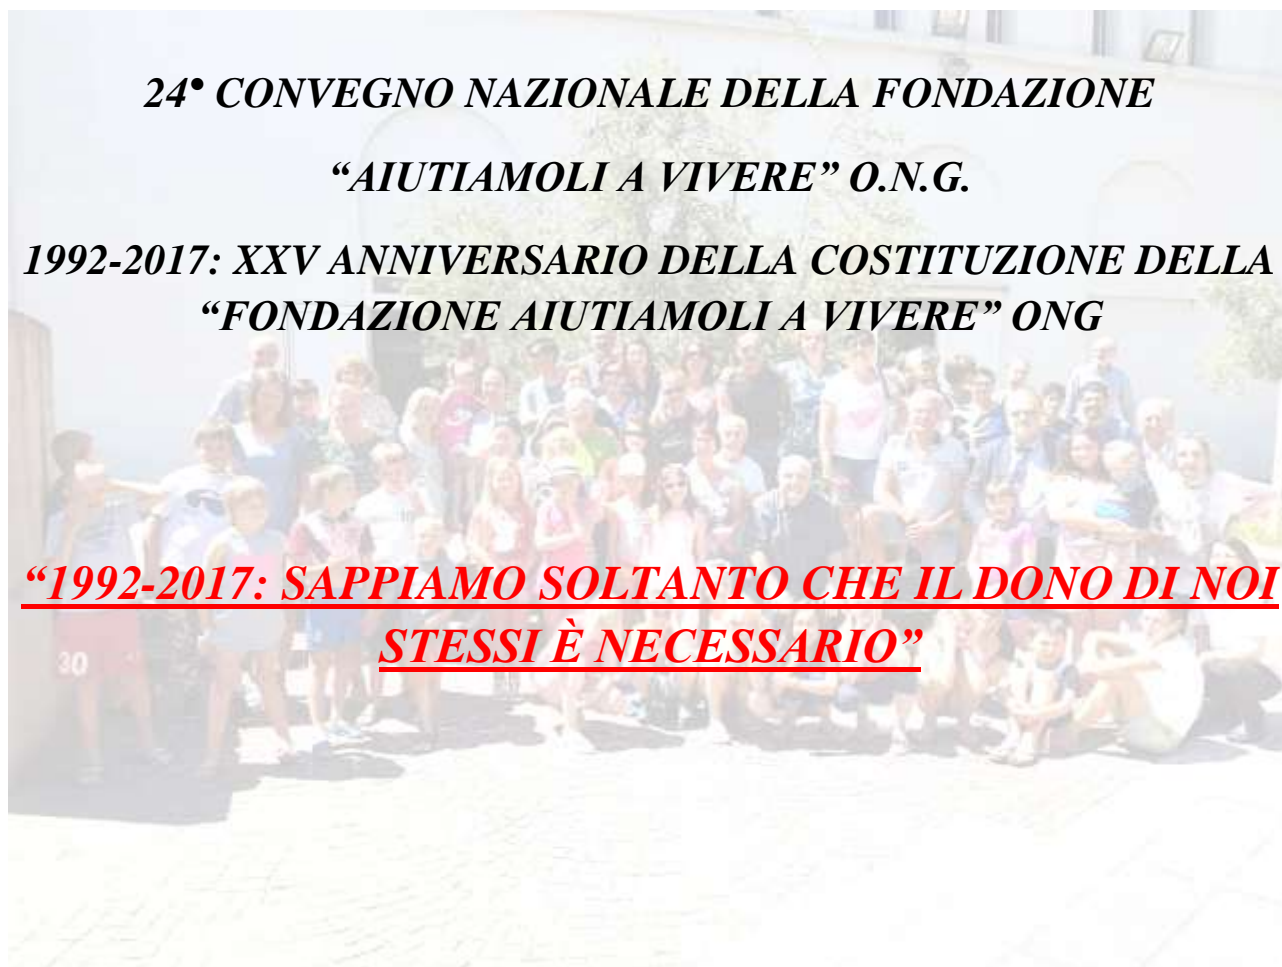 24° CONVEGNO NAZIONALE DELLA FONDAZIONE
“AIUTIAMOLI A VIVERE” O.N.G.
1992-2017: XXV ANNIVERSARIO DELLA COSTITUZIONE DELLA
“FONDAZIONE AIUTIAMOLI A VIVERE” ONG
“1992-2017: SAPPIAMO SOLTANTO CHE IL DONO DI NOI
STESSI È NECESSARIO”
30